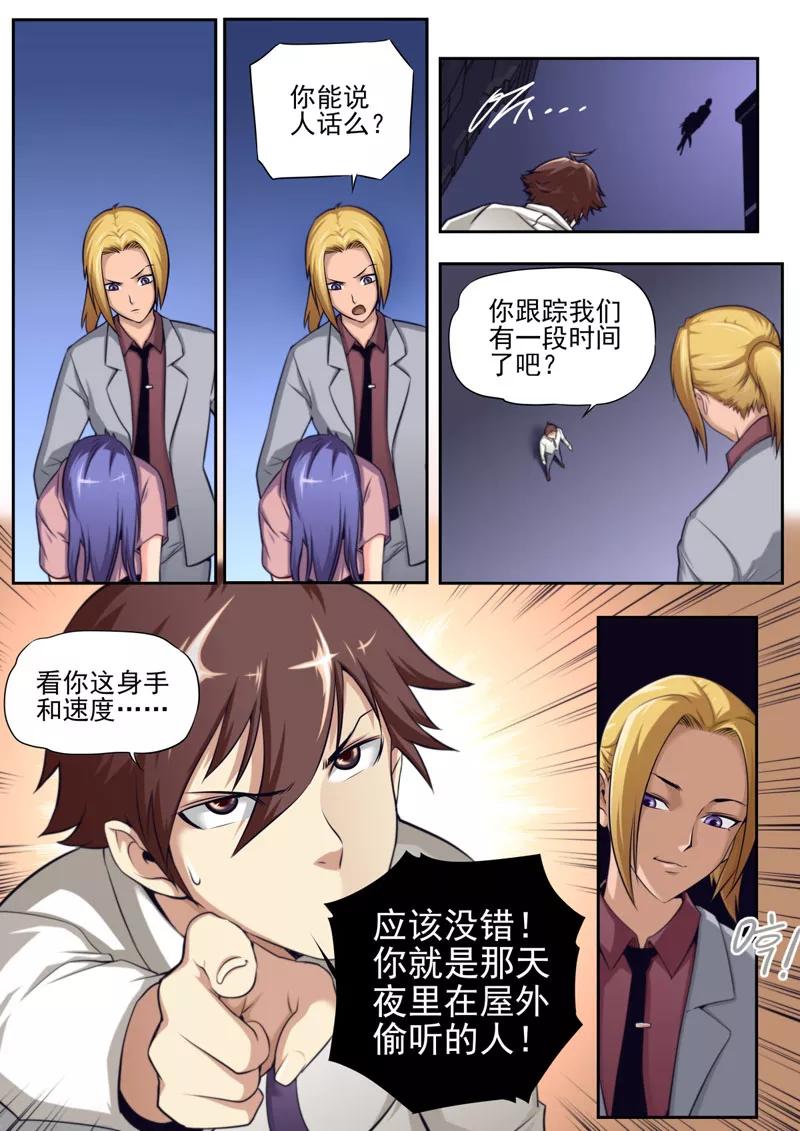 你能说
人话么？
你跟踪我们
有一段时间
了吧？
看你这身手
和速度……
应该没错！
你就是那天
夜里在屋外
偷听的人！
哼！